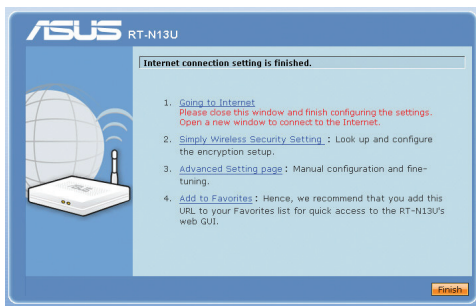 ASUS RT-N13U
Internet connection setting is finished.
1. Going to Internet
Please close this window and finish configuring the settings.
Open a new window to connect to the Internet.
2. Simply Wireless Security Setting : Look up and configure
the encryption setup.
3. Advanced Setting page : Manual configuration and fine-
tuning.
4. Add to Favorites : Hence, we recommend that you add this
URL to your Favorites list for quick access to the RT-N13U's
web GUI.
Finish